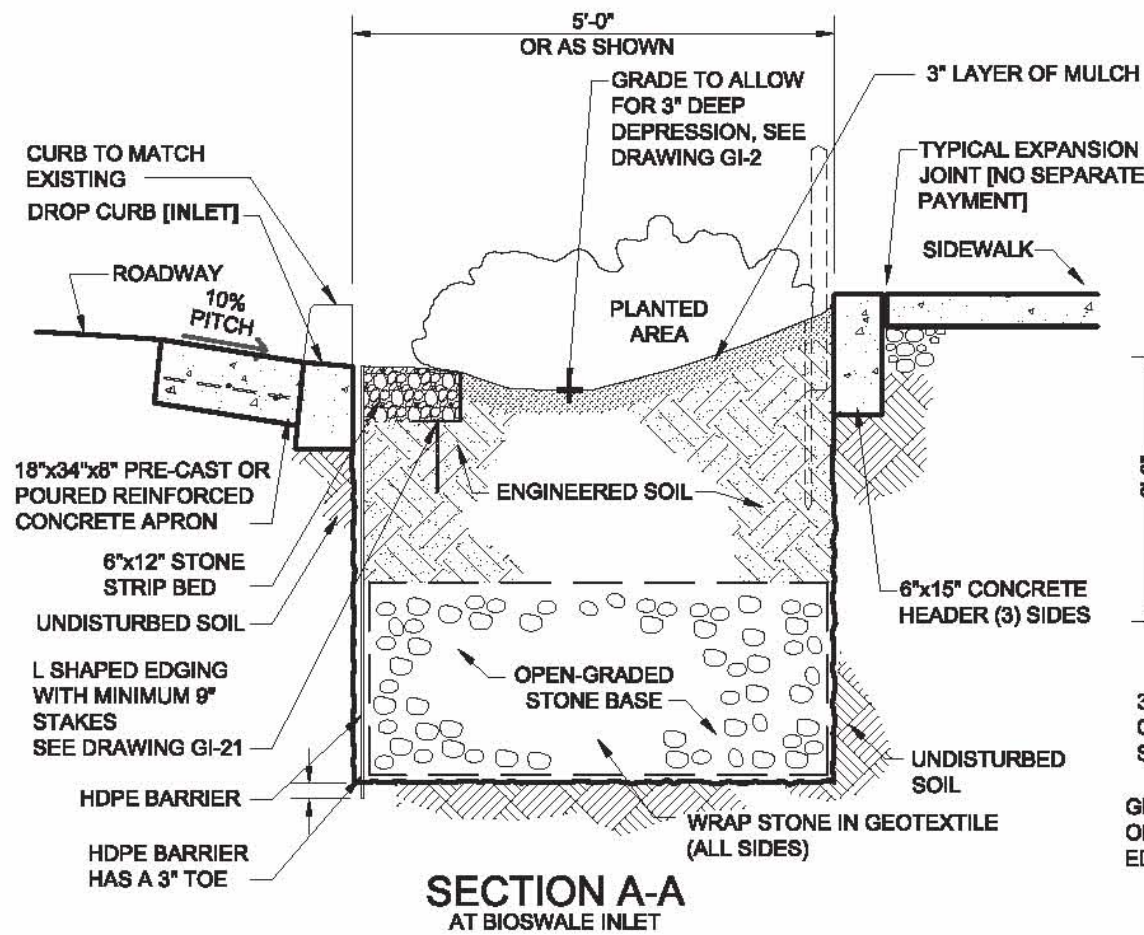 5'-0"
OR AS SHOWN
GRADE TO ALLOW
FOR 3" DEEP
DEPRESSION, SEE
DRAWING GI-2
3" LAYER OF MULCH
CURB TO MATCH
EXISTING
DROP CURB [INLET]
TYPICAL EXPANSION
JOINT [NO SEPARATE
PAYMENT]
ROADWAY
10%
PITCH
SIDEWALK
PLANTED
AREA
18"x34"x8" PRE-CAST OR
POURED REINFORCED
CONCRETE APRON
ENGINEERED SOIL
6"x12" STONE
STRIP BED
6"x15" CONCRETE
HEADER (3) SIDES
UNDISTURBED SOIL
L SHAPED EDGING
WITH MINIMUM 9"
STAKES
SEE DRAWING GI-21
OPEN-GRADED
STONE BASE
UNDISTURBED
SOIL
HDPE BARRIER
WRAP STONE IN GEOTEXTILE
(ALL SIDES)
HDPE BARRIER
HAS A 3" TOE
SECTION A-A
AT BIOSWALE INLET